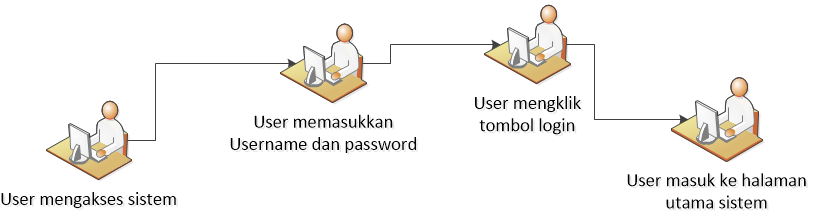 User mengakses sistem
User memasukkan
Username dan password
User mengklik
tombol login
User masuk ke halaman
utama sistem